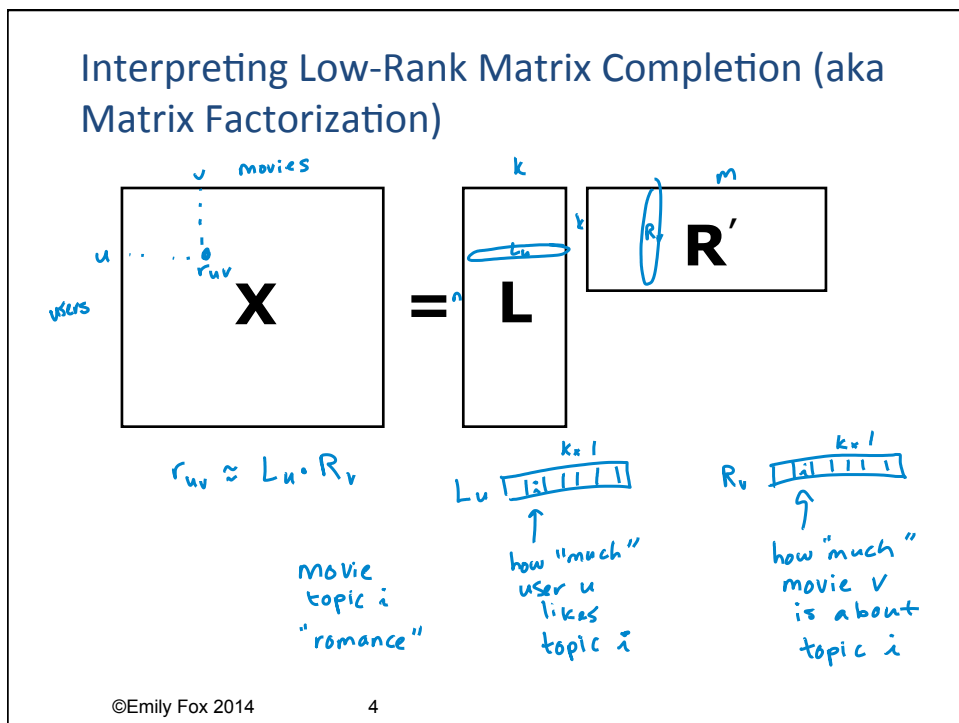 Interpreting Low-Rank Matrix Completion (aka
Matrix Factorization)
v movies
k
m
u
r_uv
users
X
=
n
L_u
L
k
R_v
R′
r_uv ≈ L_u · R_v
k×1
L_u i
k×1
R_v i
movie
topic i
"romance"
how "much"
user u
likes
topic i
how "much"
movie v
is about
topic i
©Emily Fox 2014 4